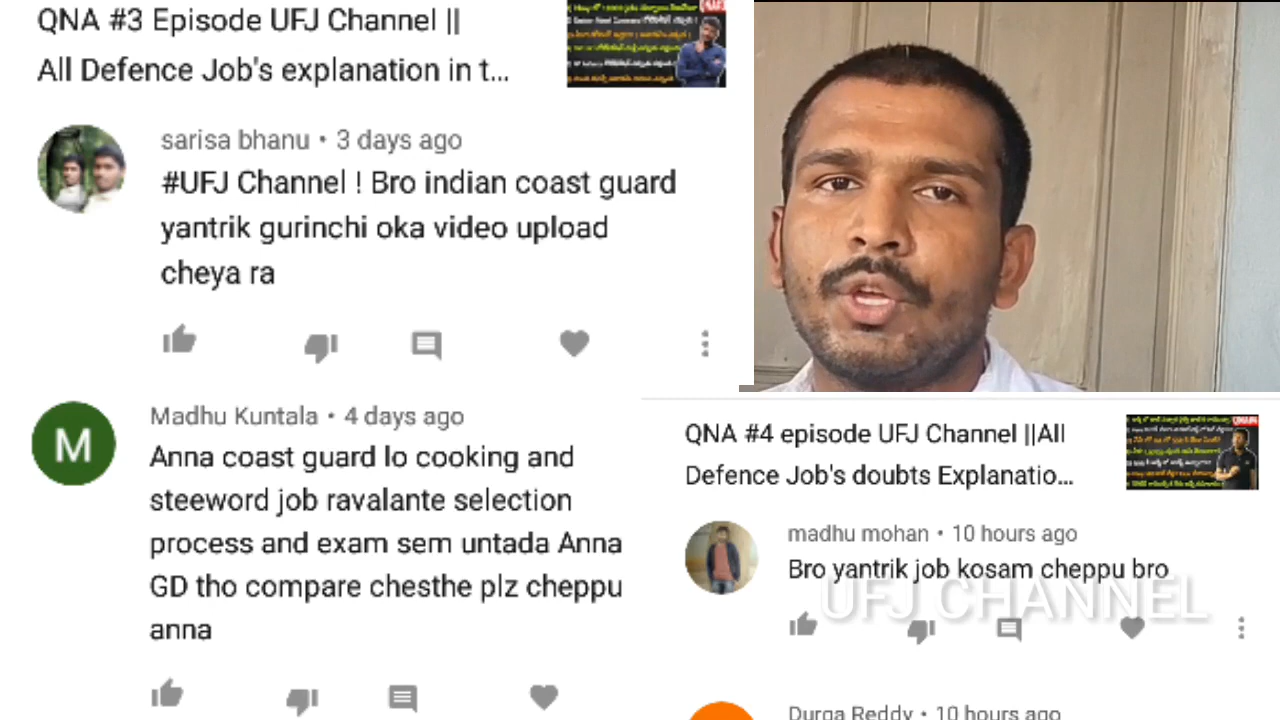 QNA #3 Episode UFJ Channel ||
All Defence Job's explanation in t...
sarisa bhanu • 3 days ago
#UFJ Channel ! Bro indian coast guard
yantrik gurinchi oka video upload
cheya ra
M
Madhu Kuntala • 4 days ago
Anna coast guard lo cooking and
steeword job ravalante selection
process and exam sem untada Anna
GD tho compare chesthe plz cheppu
anna
QNA #4 episode UFJ Channel ||All
Defence Job's doubts Explanatio...
madhu mohan • 10 hours ago
Bro yantrik job kosam cheppu bro
UFJ CHANNEL
Durga Reddy • 10 hours ago